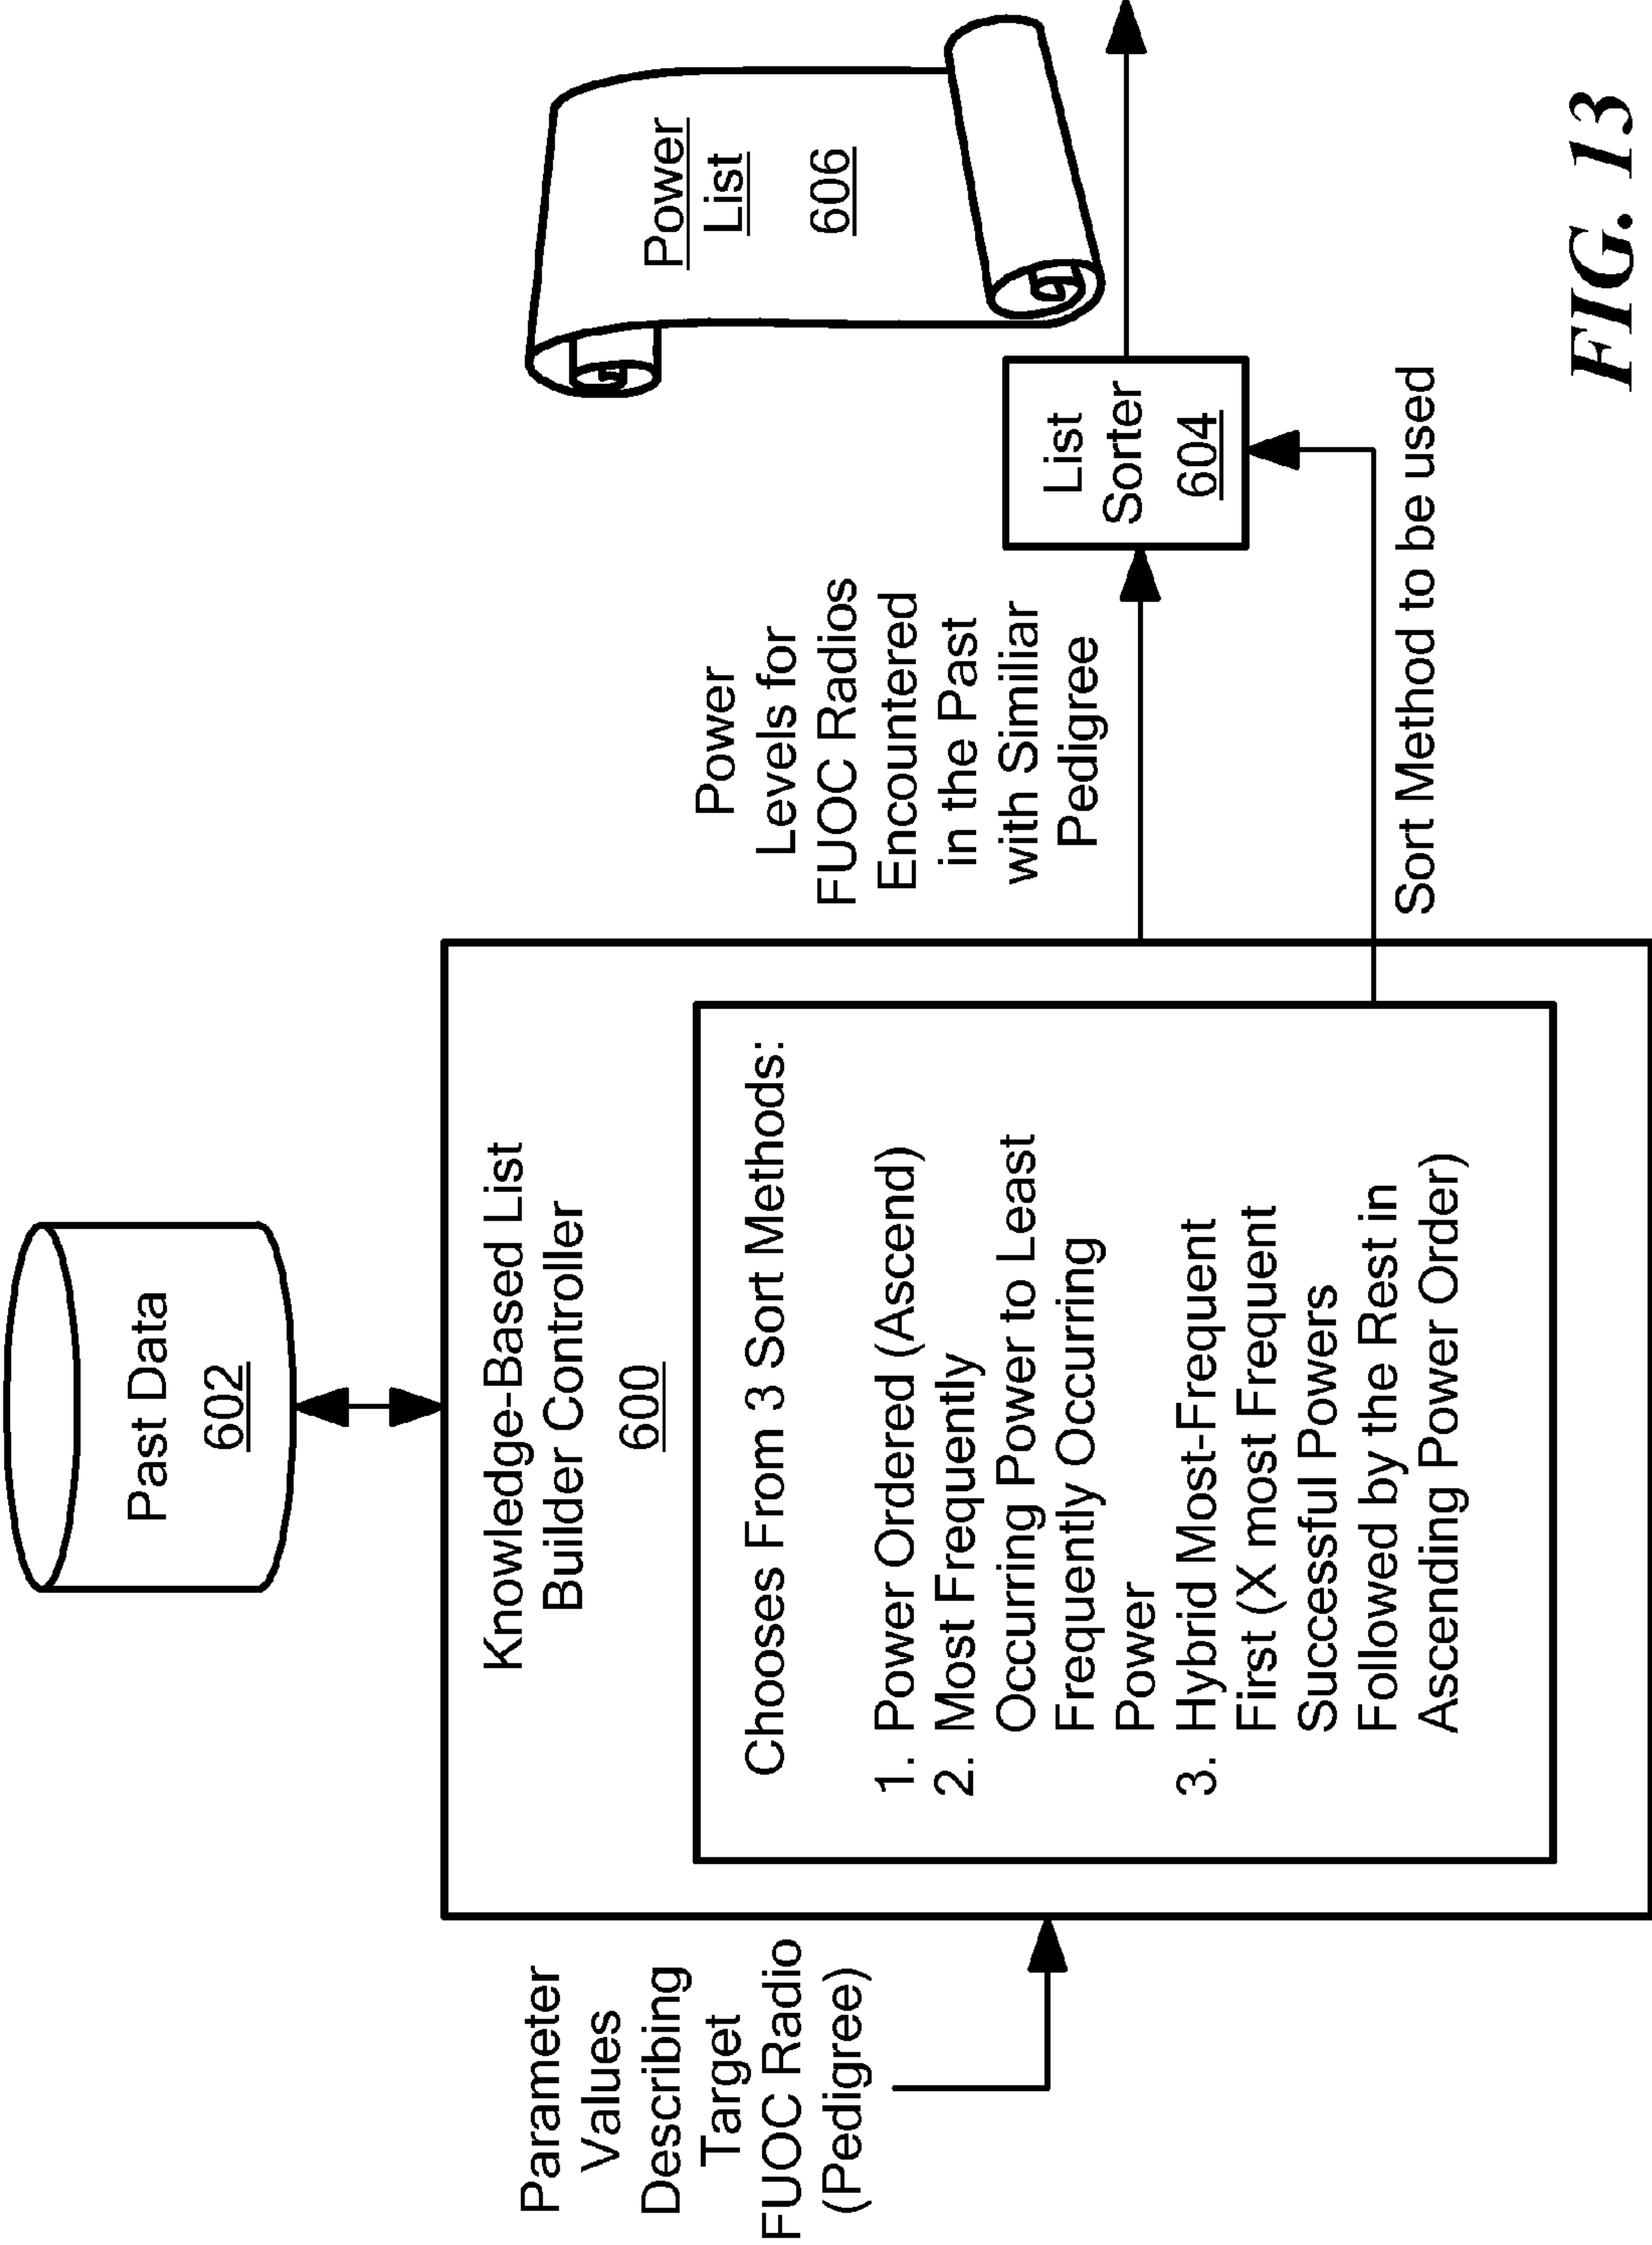 Past Data
602
Parameter
Values
Describing
Target
FUOC Radio
(Pedigree)
Knowledge-Based List
Builder Controller
600
Chooses From 3 Sort Methods:
1. Power Ordered (Ascend)
2. Most Frequently
Occurring Power to Least
Frequently Occurring
Power
3. Hybrid Most-Frequent
First (X most Frequent
Successful Powers
Followed by the Rest in
Ascending Power Order)
Power
Levels for
FUOC Radios
Encountered
in the Past
with Similiar
Pedigree
Sort Method to be used
List
Sorter
604
Power
List
606
FIG. 13